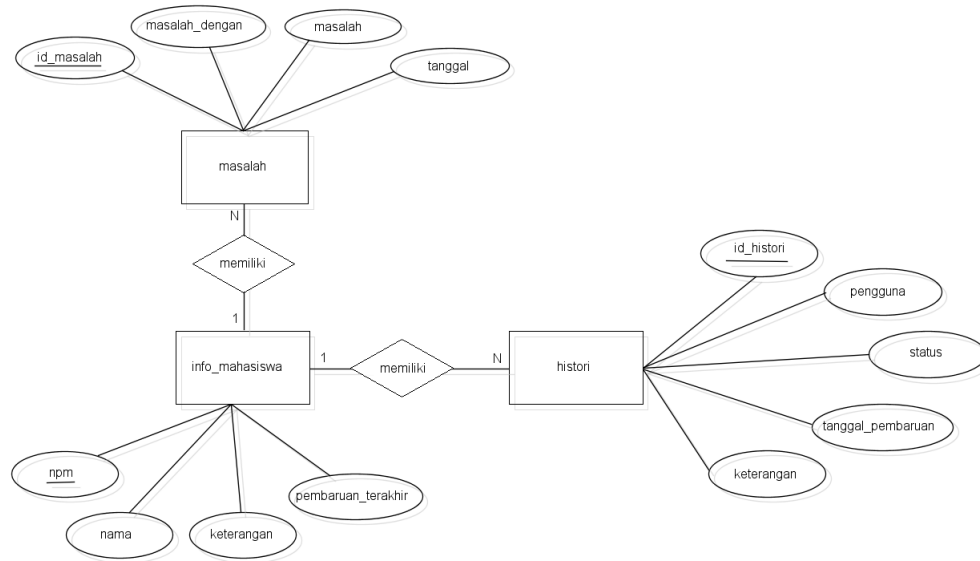 masalah_dengan
masalah
id_masalah
tanggal
masalah
N
memiliki
1
id_histori
pengguna
info_mahasiswa
1
memiliki
N
histori
status
tanggal_pembaruan
npm
keterangan
pembaruan_terakhir
nama
keterangan